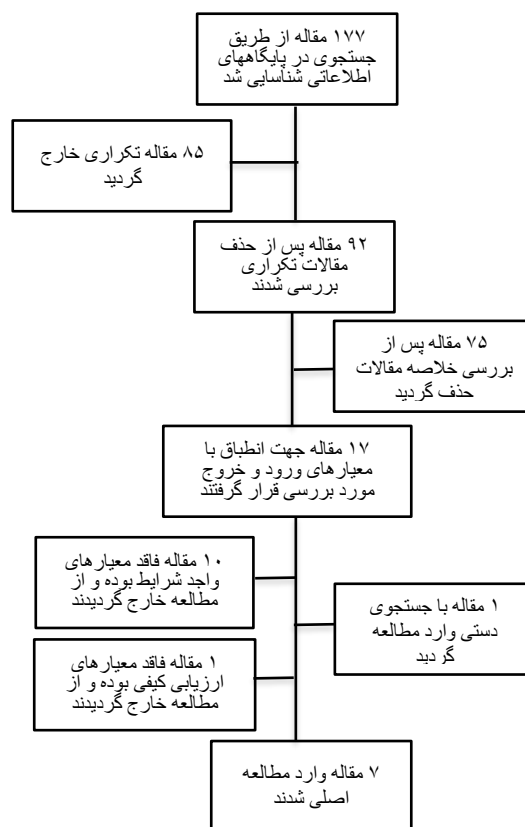 ۱۷۷ مقاله از طریق
جستجوی در پایگاههای
اطلاعاتی شناسایی شد
۸۵ مقاله تکراری خارج
گردید
۹۲ مقاله پس از حذف
مقالات تکراری
بررسی شدند
۷۵ مقاله پس از
بررسی خلاصه مقالات
حذف گردید
۱۷ مقاله جهت انطباق با
معیارهای ورود و خروج
مورد بررسی قرار گرفتند
۱۰ مقاله فاقد معیارهای
واجد شرایط بوده و از
مطالعه خارج گردیدند
۱ مقاله با جستجوی
دستی وارد مطالعه
گردید
۱ مقاله فاقد معیارهای
ارزیابی کیفی بوده و از
مطالعه خارج گردیدند
۷ مقاله وارد مطالعه
اصلی شدند